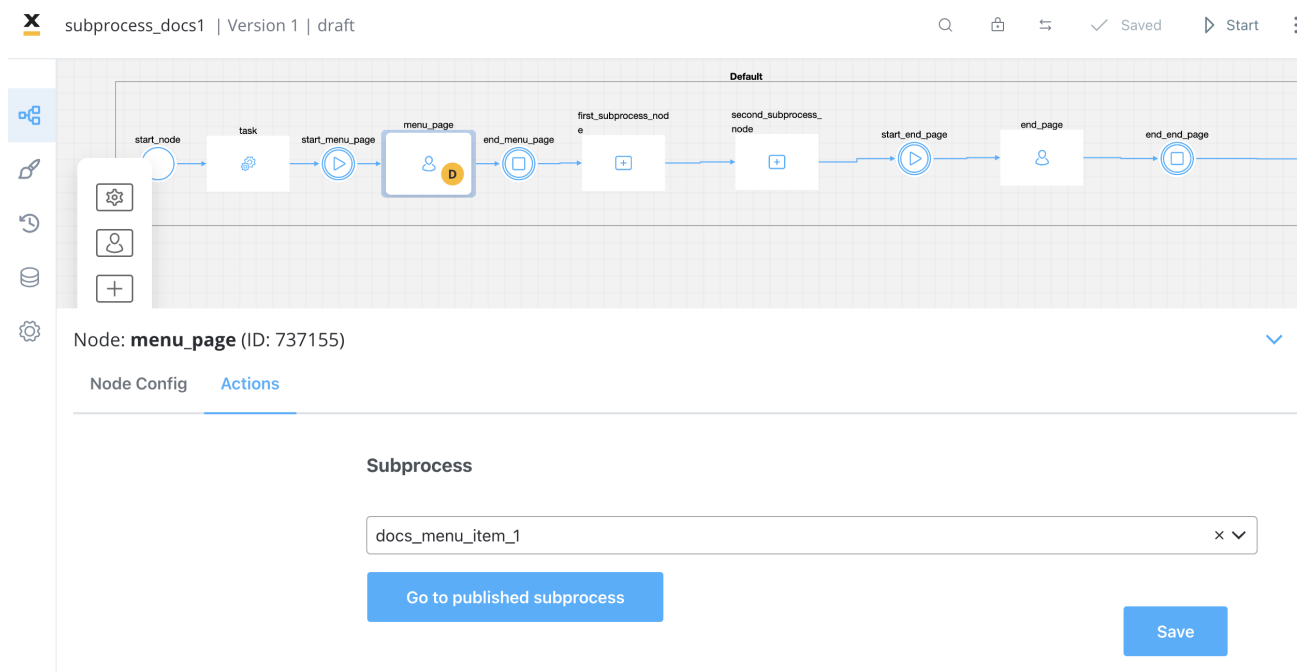 subprocess_docs1 | Version 1 | draft
Saved
Start
Default
start_node
task
start_menu_page
menu_page
D
end_menu_page
first_subprocess_nod
e
second_subprocess_
node
start_end_page
end_page
end_end_page
Node: menu_page (ID: 737155)
Node Config
Actions
Subprocess
docs_menu_item_1
Go to published subprocess
Save